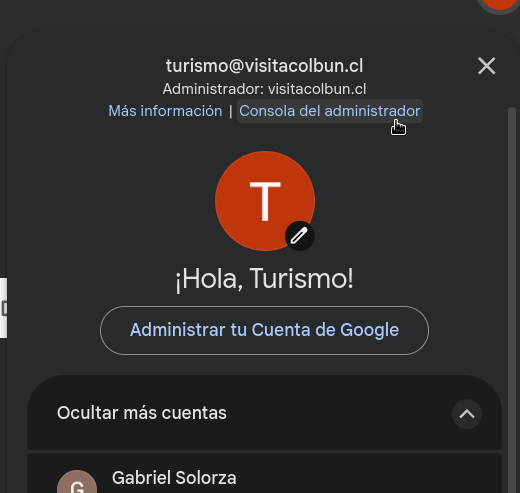 turismo@visitacolbun.cl
Administrador: visitacolbun.cl
Más información | Consola del administrador
T
¡Hola, Turismo!
Administrar tu Cuenta de Google
Ocultar más cuentas
Gabriel Solorza
G